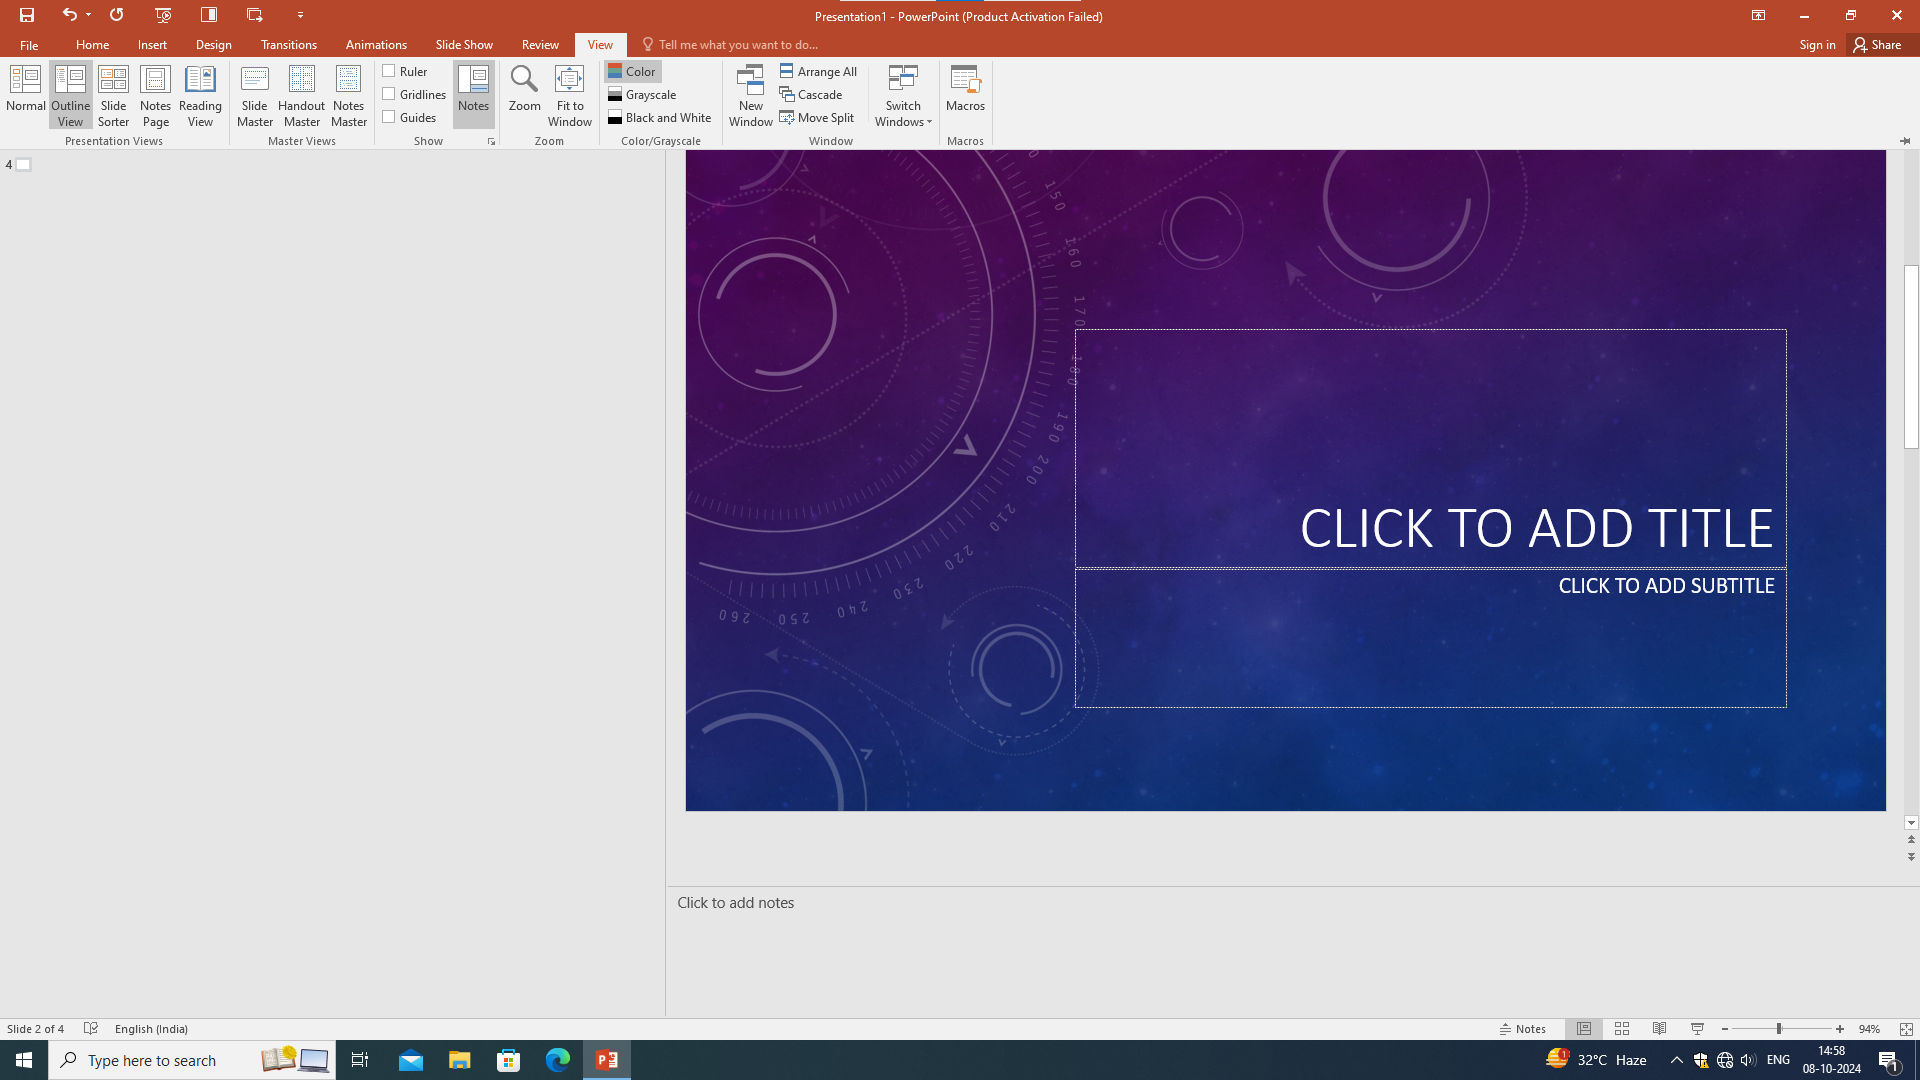 Presentation1 - PowerPoint (Product Activation Failed)
File Home Insert Design Transitions Animations Slide Show Review View Tell me what you want to do... Sign in Share
Normal Outline View Slide Sorter Notes Page Reading View
Presentation Views
Slide Master Handout Master Notes Master
Master Views
Ruler
Gridlines
Guides
Notes
Show
Zoom Fit to Window
Zoom
Color
Grayscale
Black and White
Color/Grayscale
New Window
Arrange All
Cascade
Move Split
Switch Windows
Window
Macros
Macros
4
150
160
170
180
190
200
210
220
230
240
250
260
CLICK TO ADD TITLE
CLICK TO ADD SUBTITLE
Click to add notes
Slide 2 of 4 English (India) Notes 94%
Type here to search 1 32°C Haze ENG 14:58
08-10-2024 1